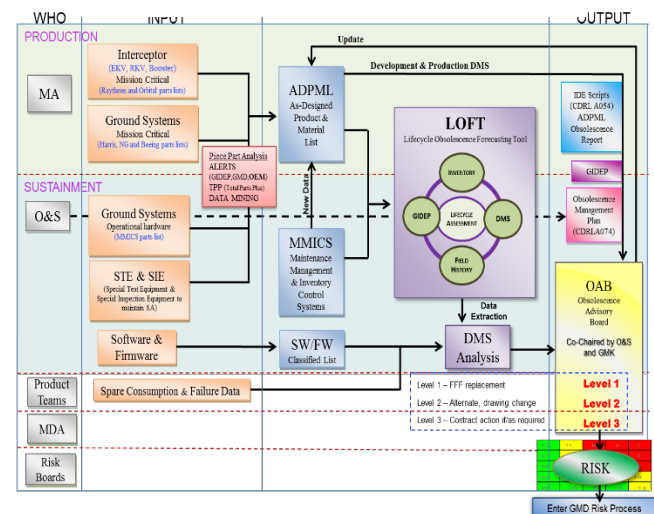 WHO
INPUT
OUTPUT
PRODUCTION
MA
Interceptor
(EKV, RKV, Booster)
Mission Critical
(Raytheon and Orbital parts lists)
Ground Systems
Mission Critical
(Harris, NG and Boeing parts lists)
Piece Part Analysis
ALERTS
(GIDEP,GMD,OEM)
TPP (Total Parts Plus)
DATA MINING
ADPML
As-Designed
Product &
Material
List
Update
Development & Production DMS
LOFT
Lifecycle Obsolescence Forecasting Tool
INVENTORY
GIDEP
LIFECYCLE
ASSESSMENT
DMS
FIELD
HISTORY
IDE Scripts
(CDRL A054)
ADPML
Obsolescence
Report
GIDEP
Obsolescence
Management
Plan
(CDRLA074)
SUSTAINMENT
O&S
Ground Systems
Operational hardware
(MMICS parts list)
STE & SIE
(Special Test Equipment &
Special Inspection Equipment to
maintain SA)
New Data
MMICS
Maintenance
Management
& Inventory
Control
Systems
Data
Extraction
OAB
Obsolescence
Advisory
Board
Co-Chaired by O&S
and GMK
Software &
Firmware
SW/FW
Classified List
DMS
Analysis
Product
Teams
Spare Consumption & Failure Data
Level 1 – FFF replacement
Level 1
Level 2 – Alternate, drawing change
Level 2
Level 3 – Contract action if/as required
Level 3
MDA
Risk
Boards
RISK
Enter GMD Risk Process